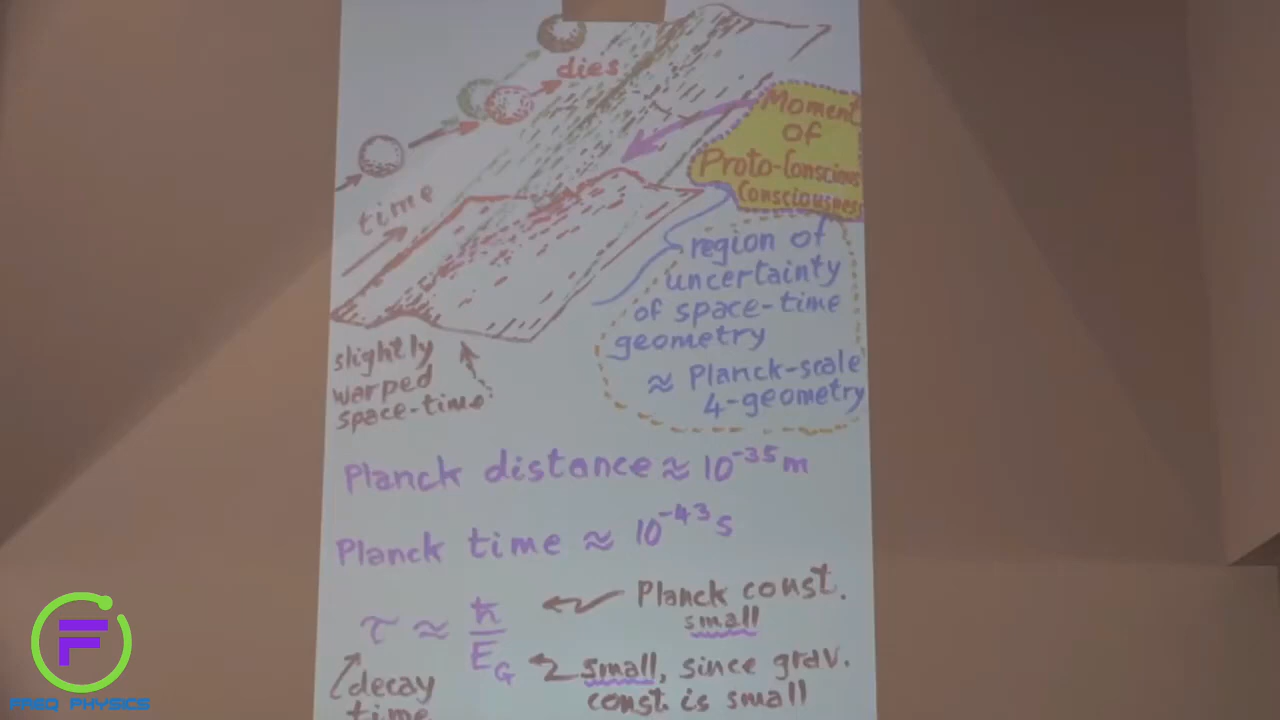 dies
Moment
of
Proto-Conscious
Consciousness
time
region of
uncertainty
of space-time
geometry
≈ Planck-scale
4-geometry
slightly
warped
space-time
Planck distance ≈ 10⁻³⁵ m
Planck time ≈ 10⁻⁴³ s
τ ≈ ħ/E_G
Planck const.
small
small, since grav.
const. is small
decay
time
F
FREQ PHYSICS